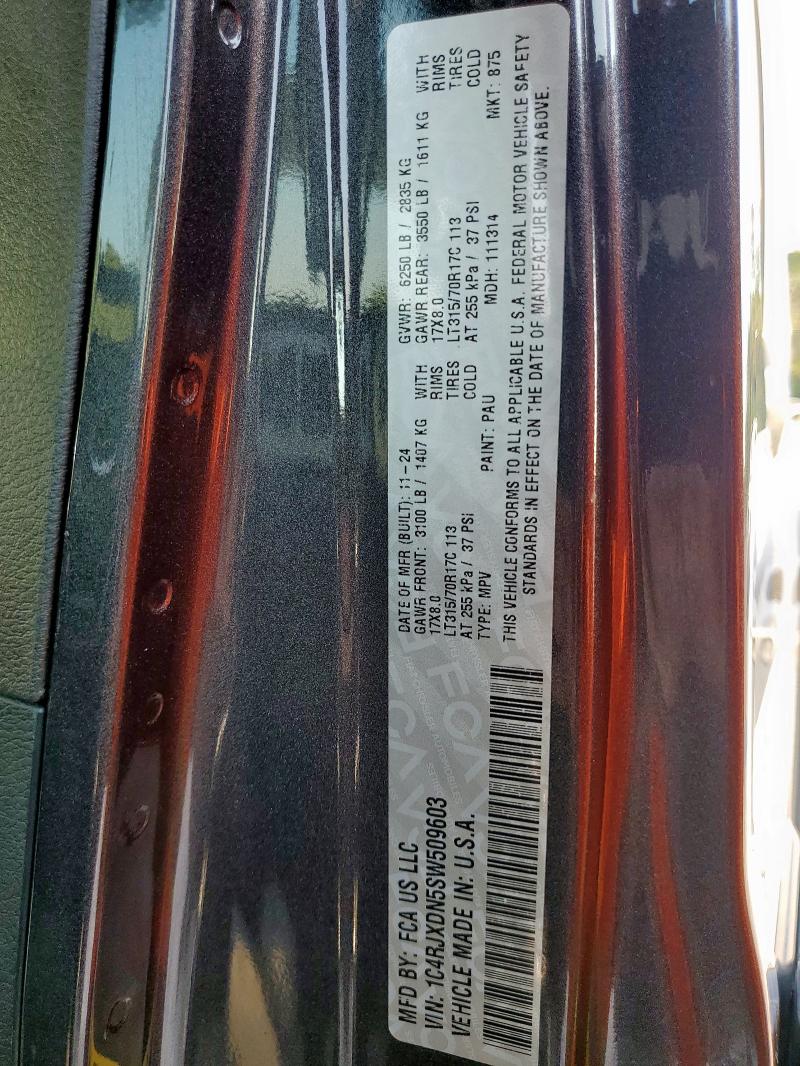 MFD BY: FCA US LLC
VIN: 1C4RJXDN5SW509603
VEHICLE MADE IN: U.S.A.
DATE OF MFR (BUILT): 11-24 GVWR: 6250 LB / 2835 KG
GAWR FRONT: 3100 LB / 1407 KG WITH GAWR REAR: 3550 LB / 1611 KG WITH
17X8.0 RIMS 17X8.0 RIMS
LT315/70R17C 113 TIRES LT315/70R17C 113 TIRES
AT 255 kPa / 37 PSI COLD AT 255 kPa / 37 PSI COLD
TYPE: MPV PAINT: PAU MDH: 111314 MKT: 875
THIS VEHICLE CONFORMS TO ALL APPLICABLE U.S.A. FEDERAL MOTOR VEHICLE SAFETY
STANDARDS IN EFFECT ON THE DATE OF MANUFACTURE SHOWN ABOVE.